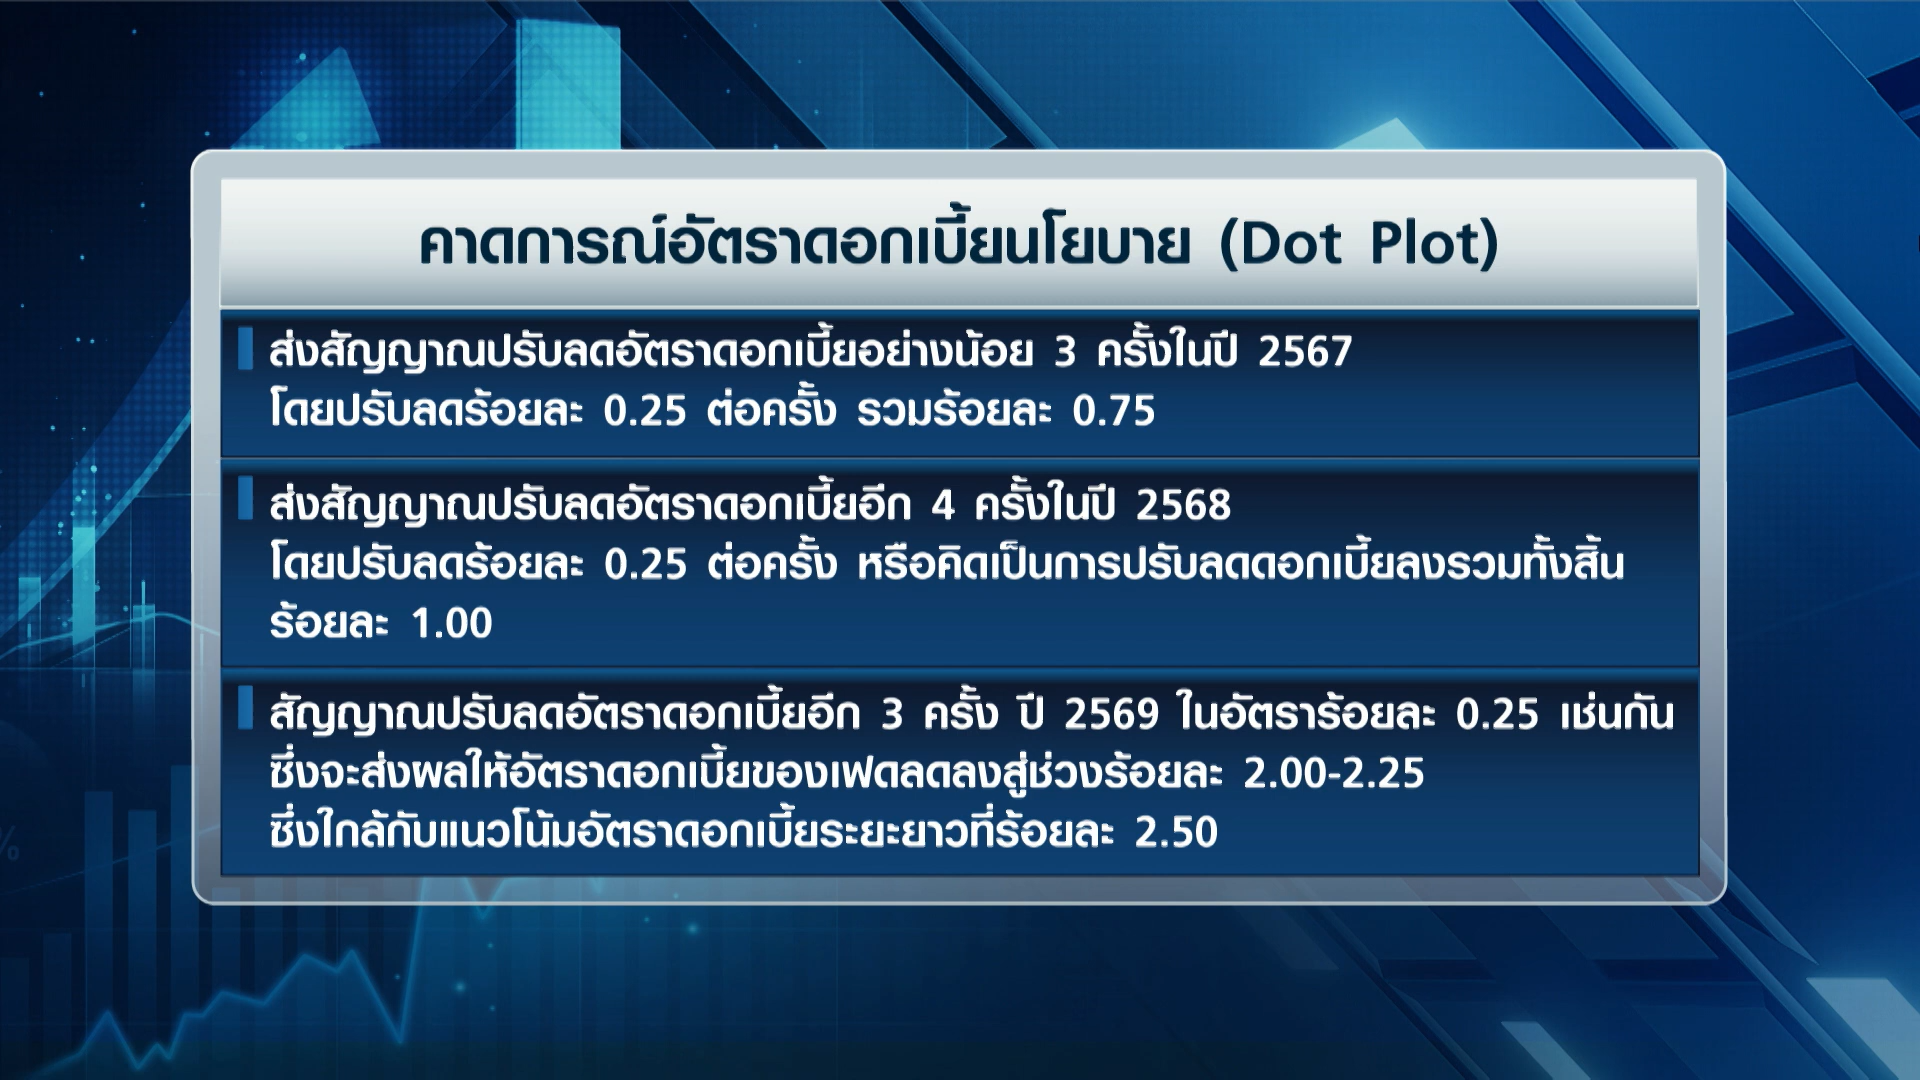 คาดการณ์อัตราดอกเบี้ยนโยบาย (Dot Plot)
ส่งสัญญาณปรับลดอัตราดอกเบี้ยอย่างน้อย 3 ครั้งในปี 2567
โดยปรับลดร้อยละ 0.25 ต่อครั้ง รวมร้อยละ 0.75
ส่งสัญญาณปรับลดอัตราดอกเบี้ยอีก 4 ครั้งในปี 2568
โดยปรับลดร้อยละ 0.25 ต่อครั้ง หรือคิดเป็นการปรับลดดอกเบี้ยลงรวมทั้งสิ้น
ร้อยละ 1.00
สัญญาณปรับลดอัตราดอกเบี้ยอีก 3 ครั้ง ปี 2569 ในอัตราร้อยละ 0.25 เช่นกัน
ซึ่งจะส่งผลให้อัตราดอกเบี้ยของเฟดลดลงสู่ช่วงร้อยละ 2.00-2.25
ซึ่งใกล้กับแนวโน้มอัตราดอกเบี้ยระยะยาวที่ร้อยละ 2.50